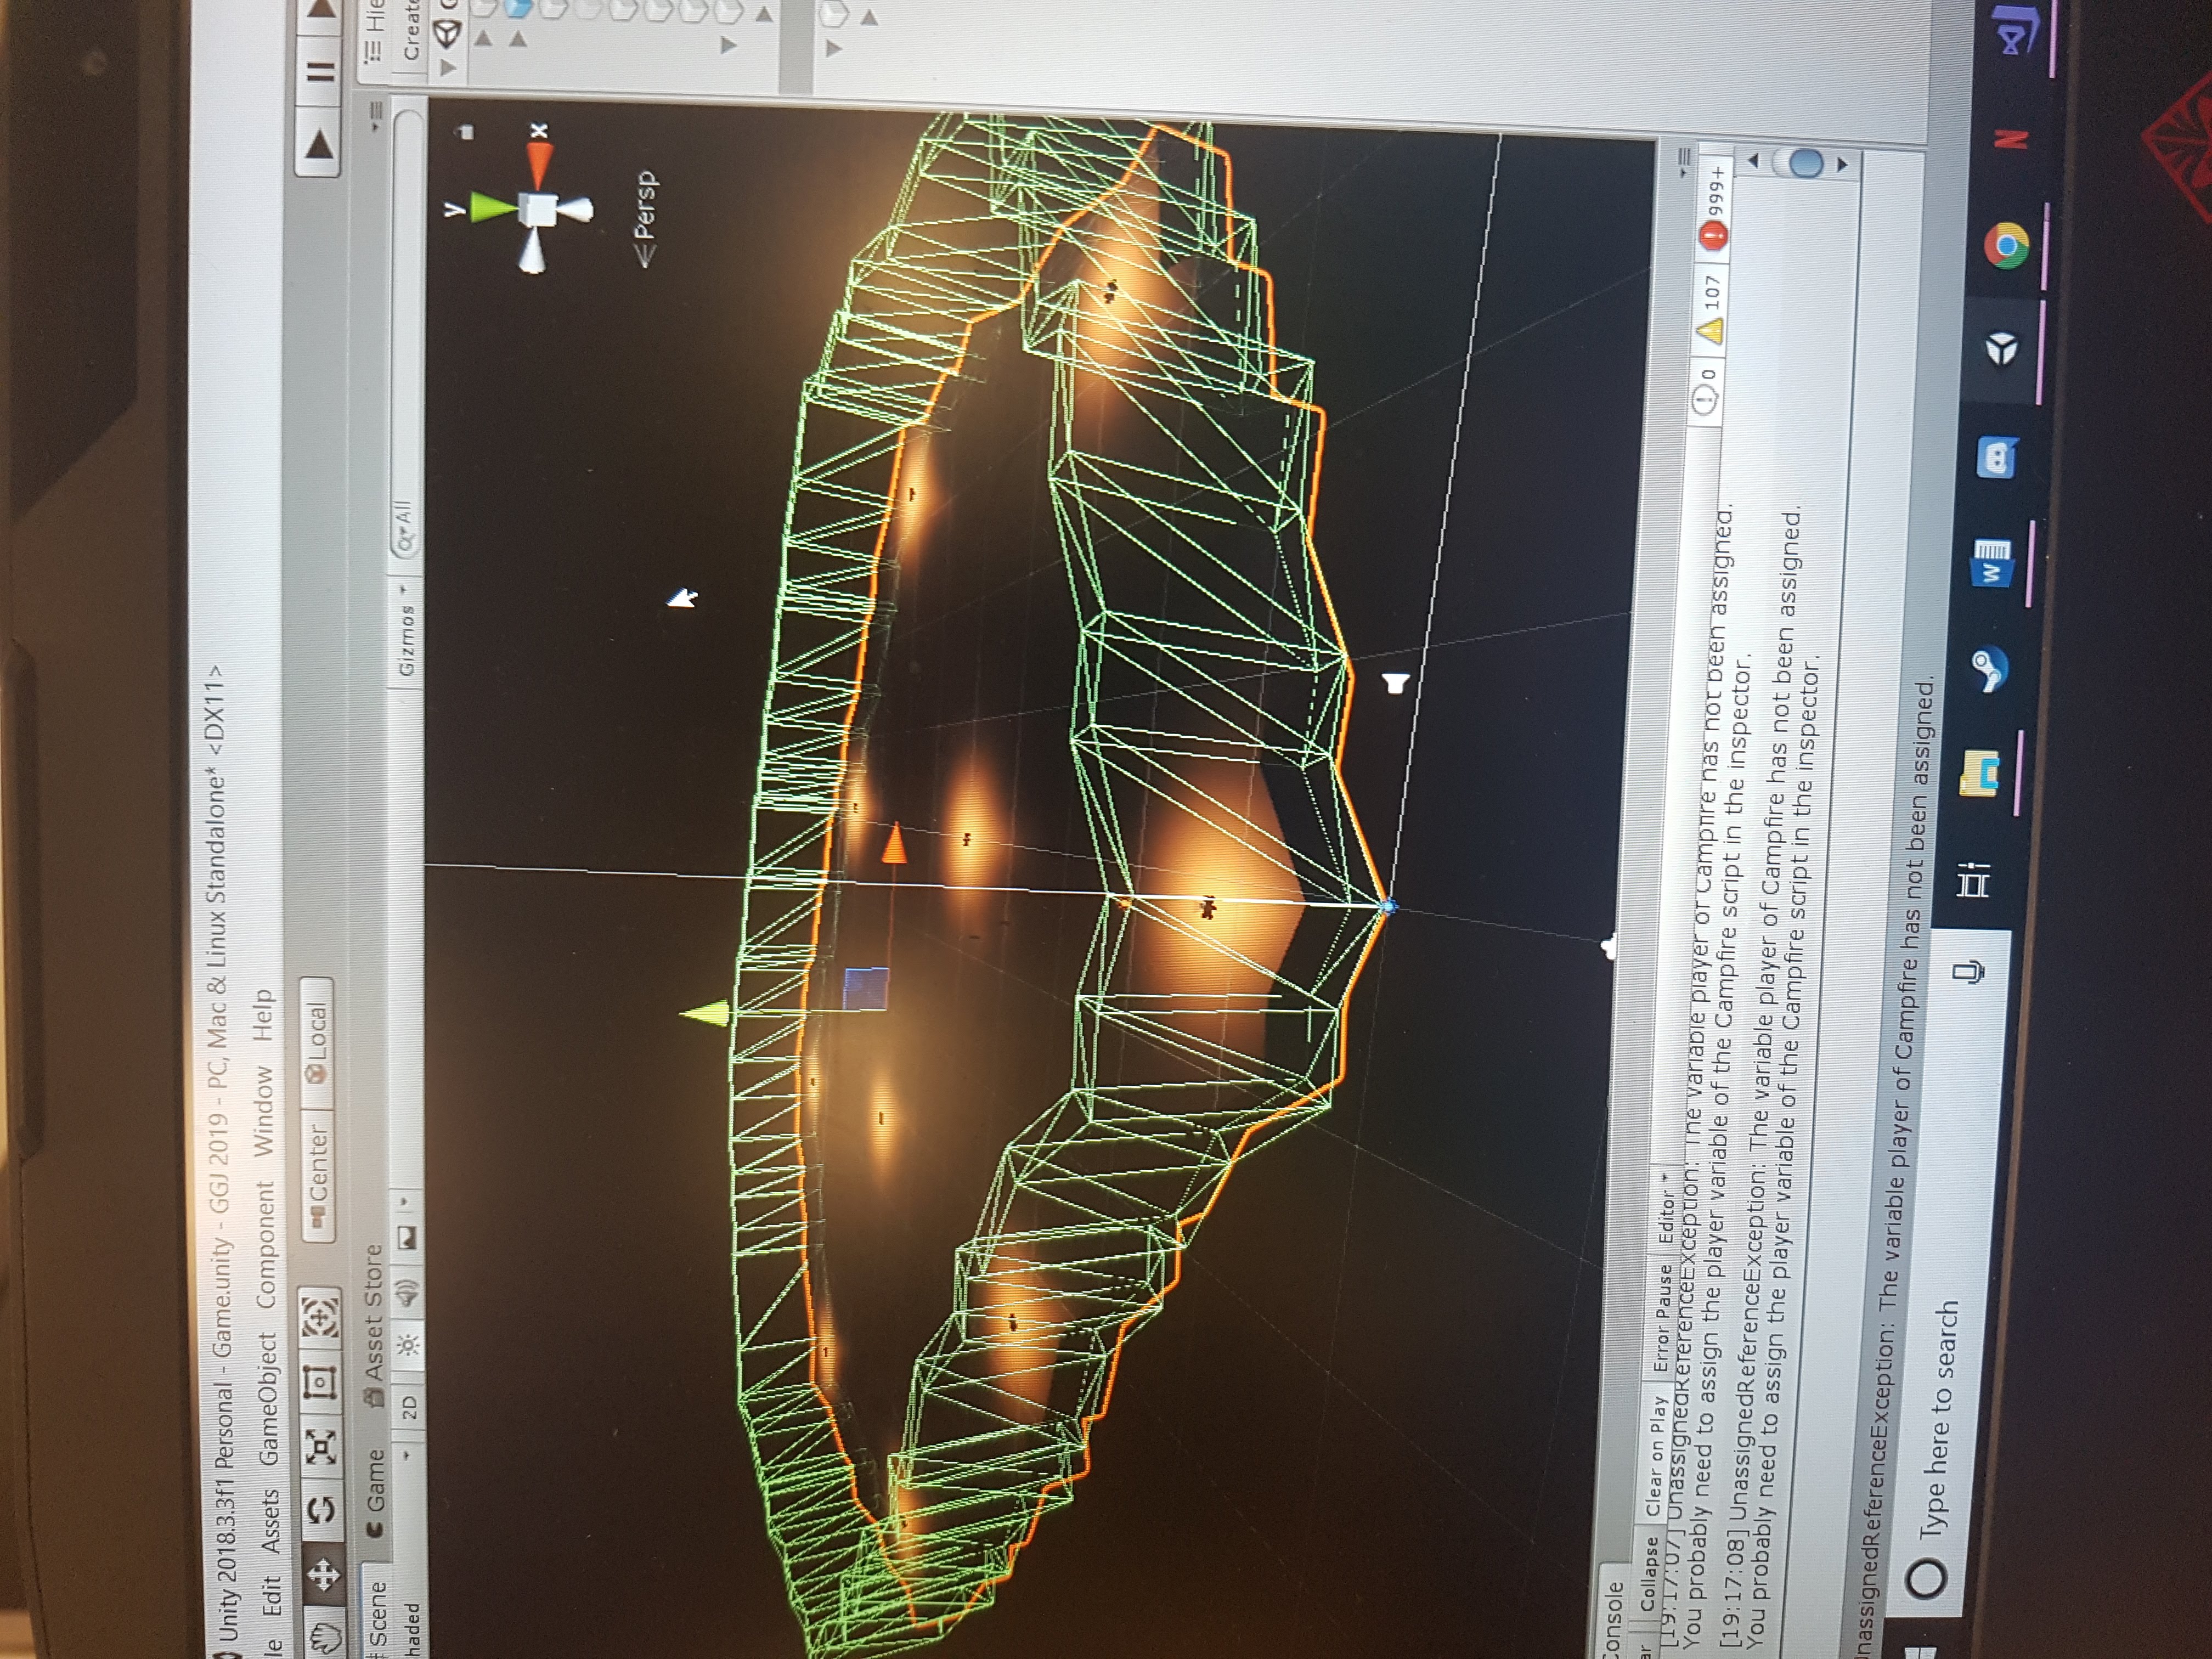 Unity 2018.3.3f1 Personal - Game.unity - GGJ 2019 - PC, Mac & Linux Standalone* <DX11>
le Edit Assets GameObject Component Window Help
Center Local
Scene Game Asset Store
Hie
haded 2D Gizmos All
Create
y
x
Persp
Console
ar Collapse Clear on Play Error Pause Editor
0 107 999+
[19:17:07] UnassignedReferenceException: The variable player of Campfire has not been assigned.
You probably need to assign the player variable of the Campfire script in the inspector.
[19:17:08] UnassignedReferenceException: The variable player of Campfire has not been assigned.
You probably need to assign the player variable of the Campfire script in the inspector.
UnassignedReferenceException: The variable player of Campfire has not been assigned.
Type here to search
W
N